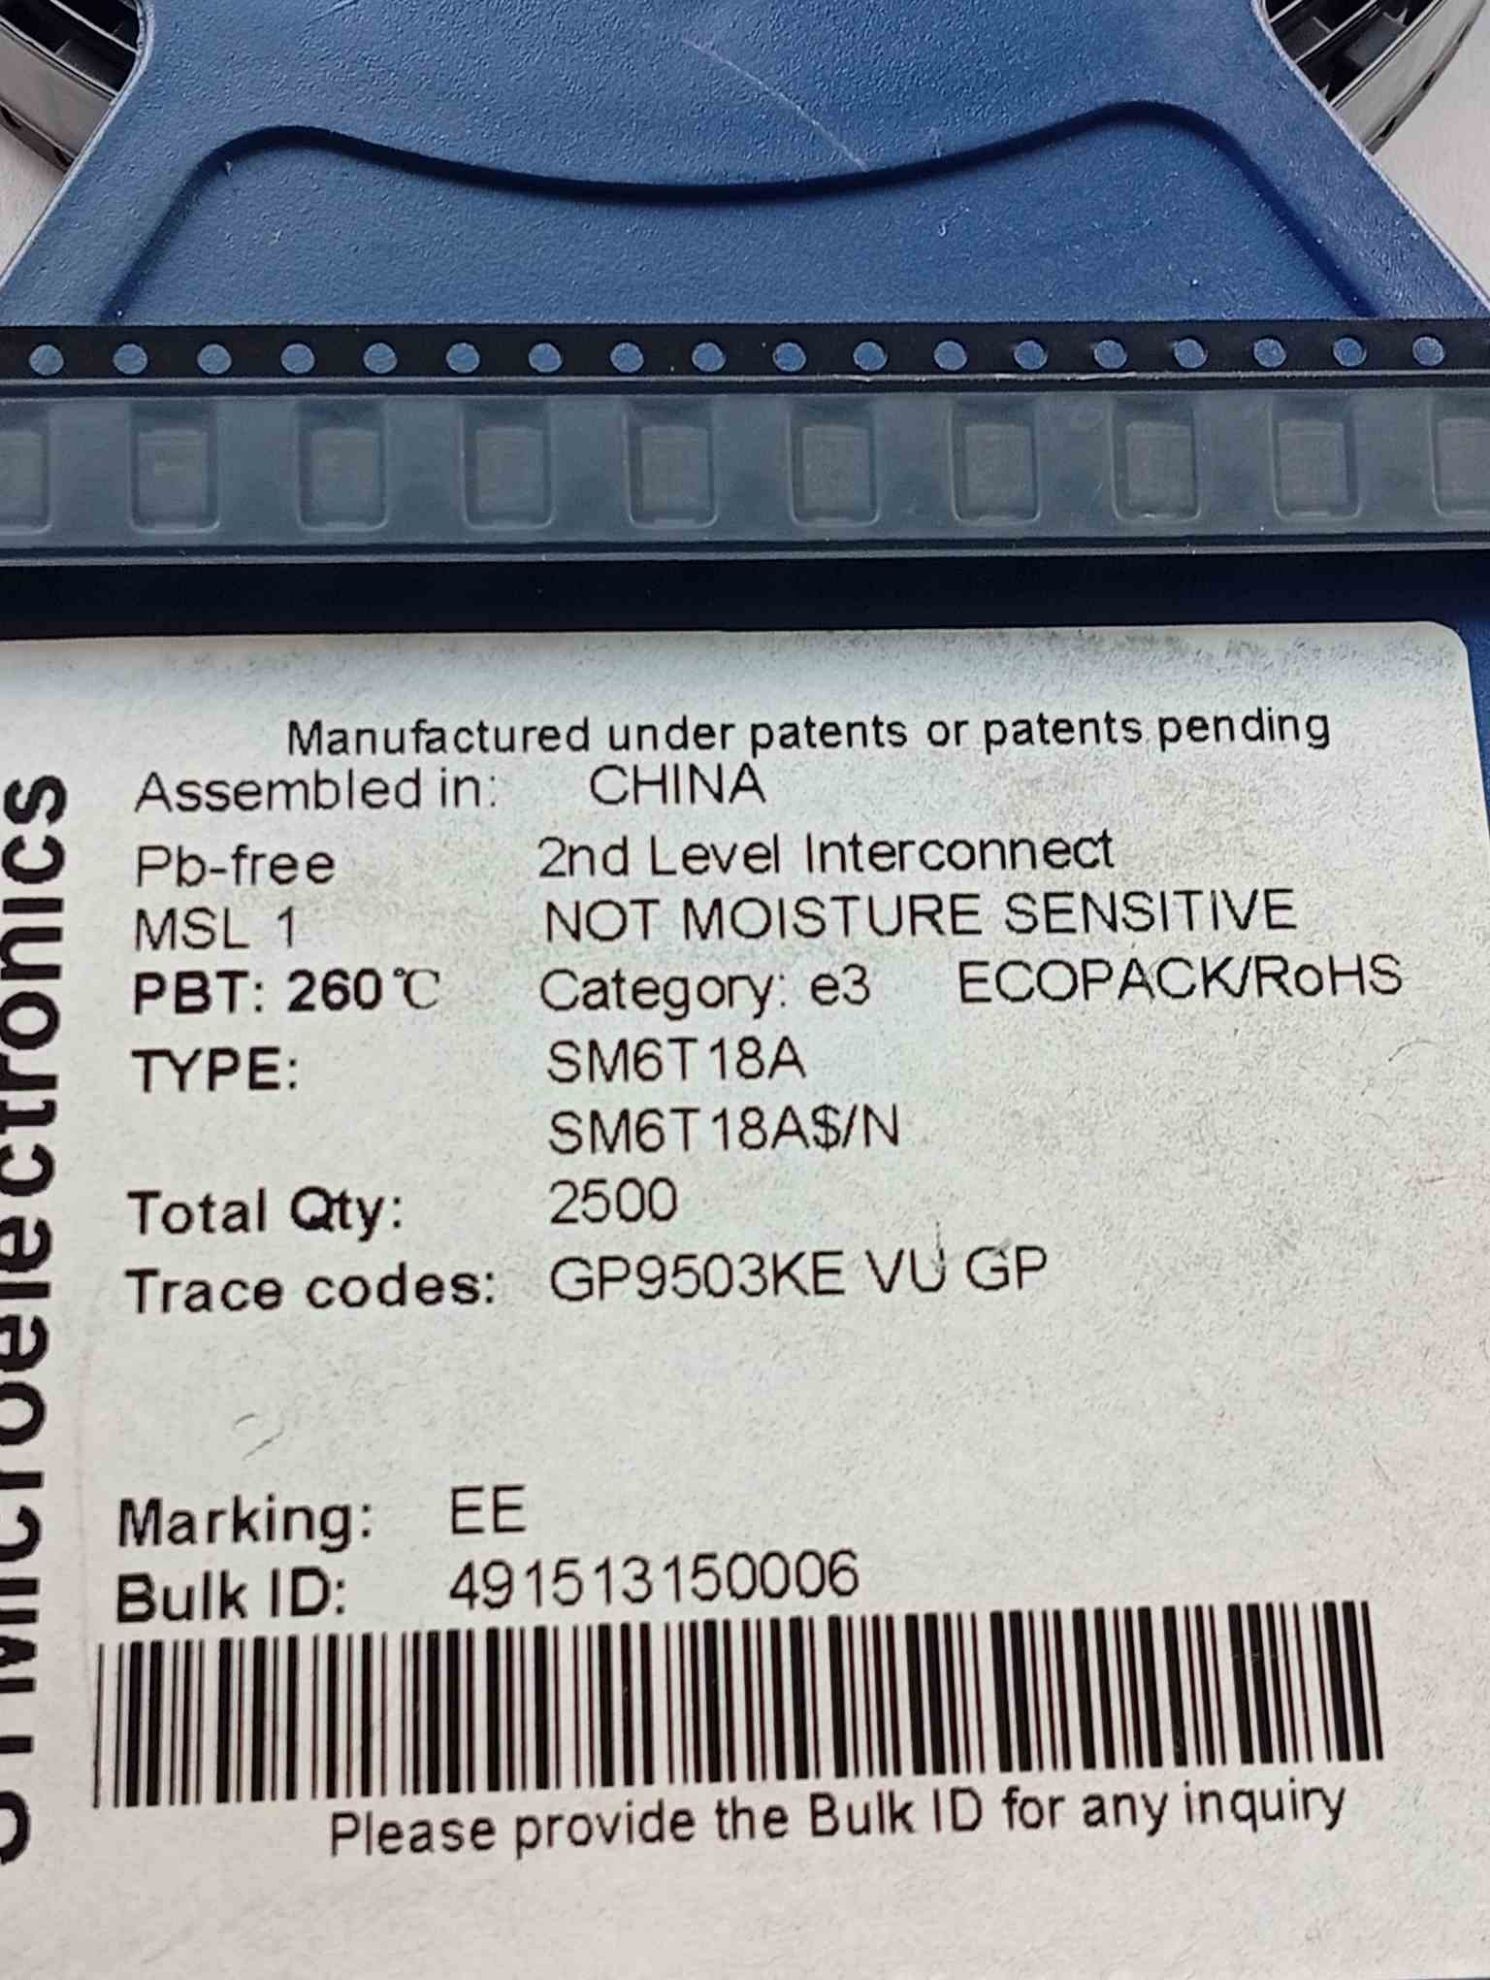 STMicroelectronics
Manufactured under patents or patents pending
Assembled in: CHINA
Pb-free 2nd Level Interconnect
MSL 1 NOT MOISTURE SENSITIVE
PBT: 260℃ Category: e3 ECOPACK/RoHS
TYPE: SM6T18A
SM6T18A$/N
Total Qty: 2500
Trace codes: GP9503KE VU GP
Marking: EE
Bulk ID: 491513150006
Please provide the Bulk ID for any inquiry